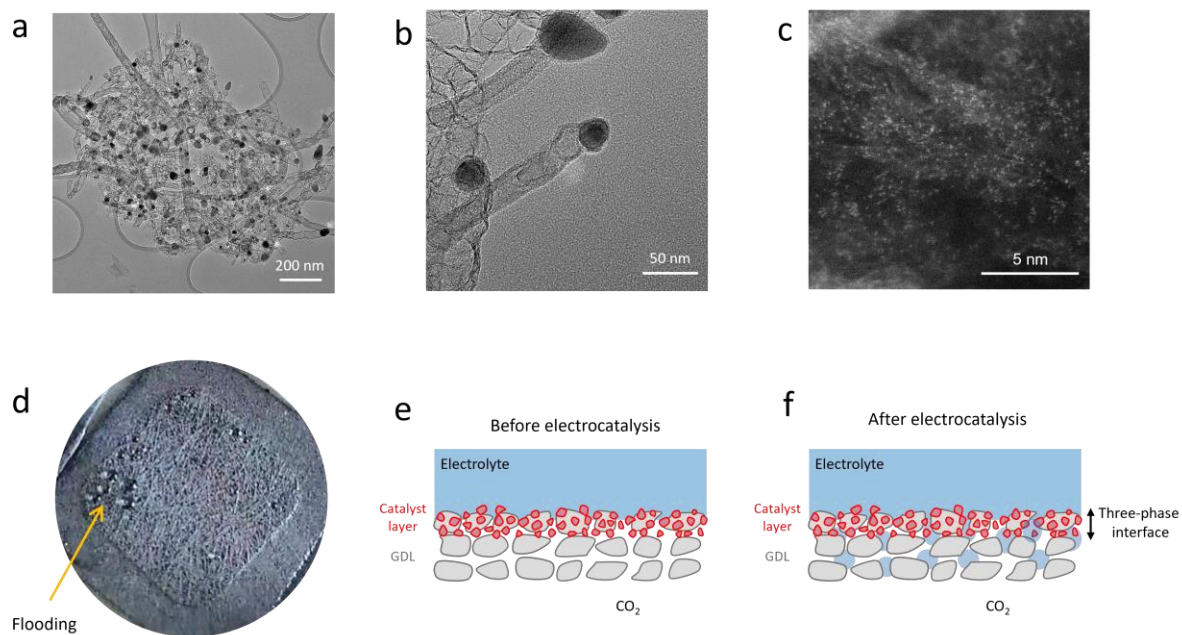 a
200 nm
b
50 nm
c
5 nm
d
Flooding
e
Before electrocatalysis
Electrolyte
Catalyst
layer
GDL
CO₂
f
After electrocatalysis
Electrolyte
Catalyst
layer
Three-phase
interface
GDL
CO₂